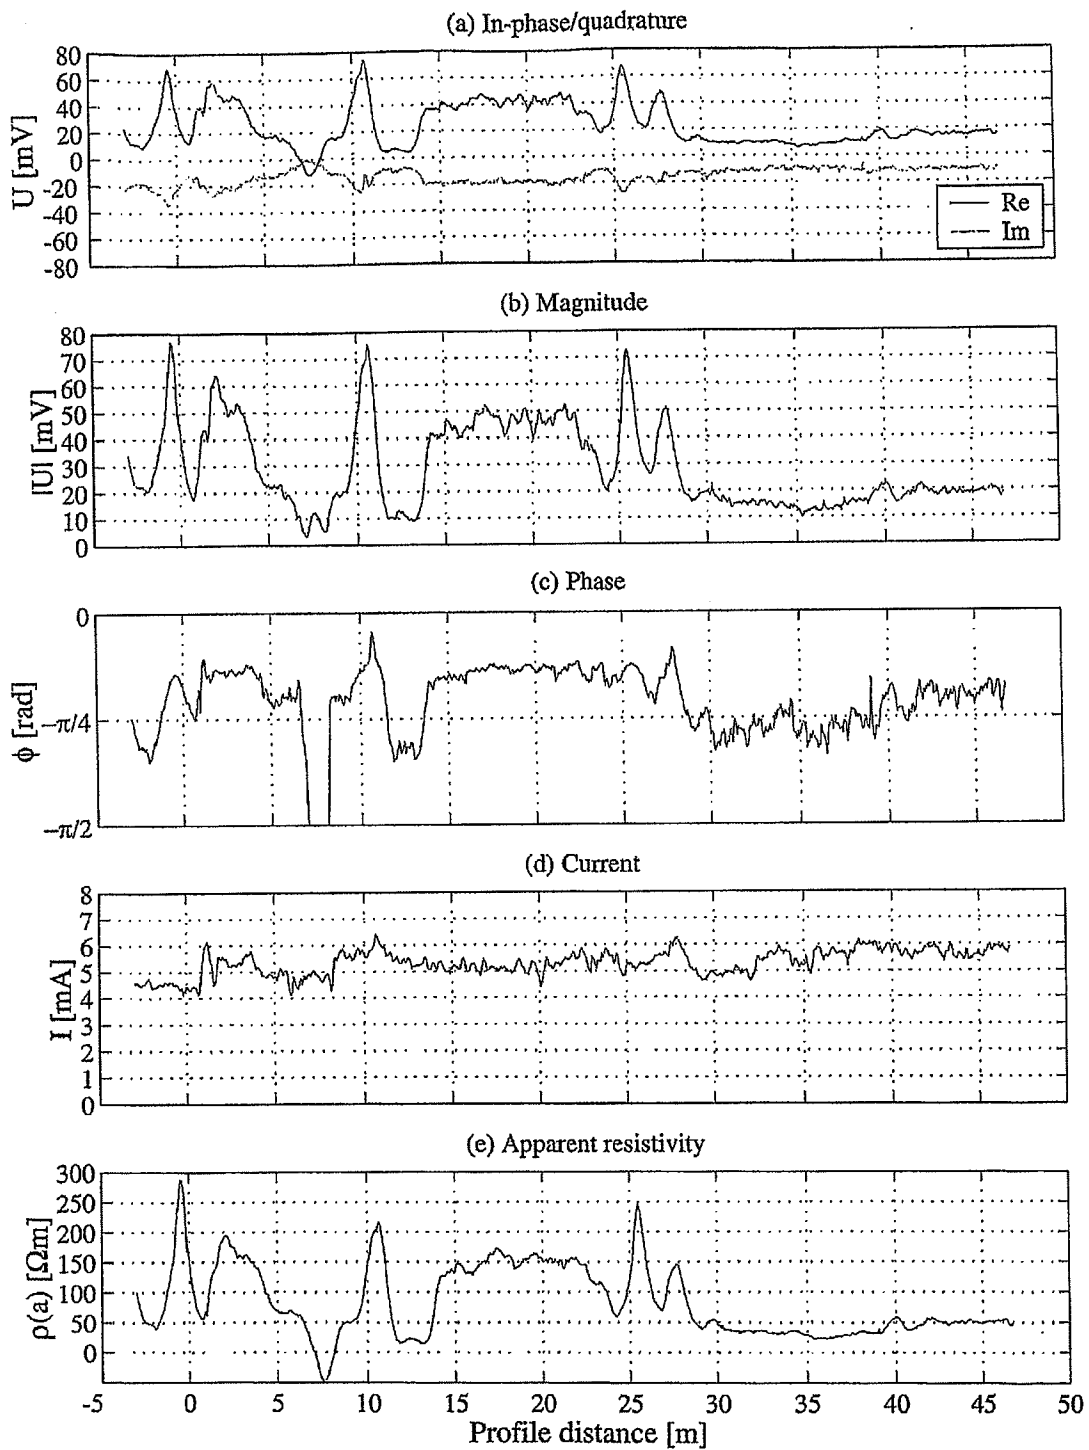 (a) In-phase/quadrature
80
60
40
20
0
-20
-40
-60
-80
U [mV]
Re
Im
(b) Magnitude
80
70
60
50
40
30
20
10
0
|U| [mV]
(c) Phase
0
−π/4
−π/2
ϕ [rad]
(d) Current
8
7
6
5
4
3
2
1
0
I [mA]
(e) Apparent resistivity
300
250
200
150
100
50
0
ρ(a) [Ωm]
-5 0 5 10 15 20 25 30 35 40 45 50
Profile distance [m]